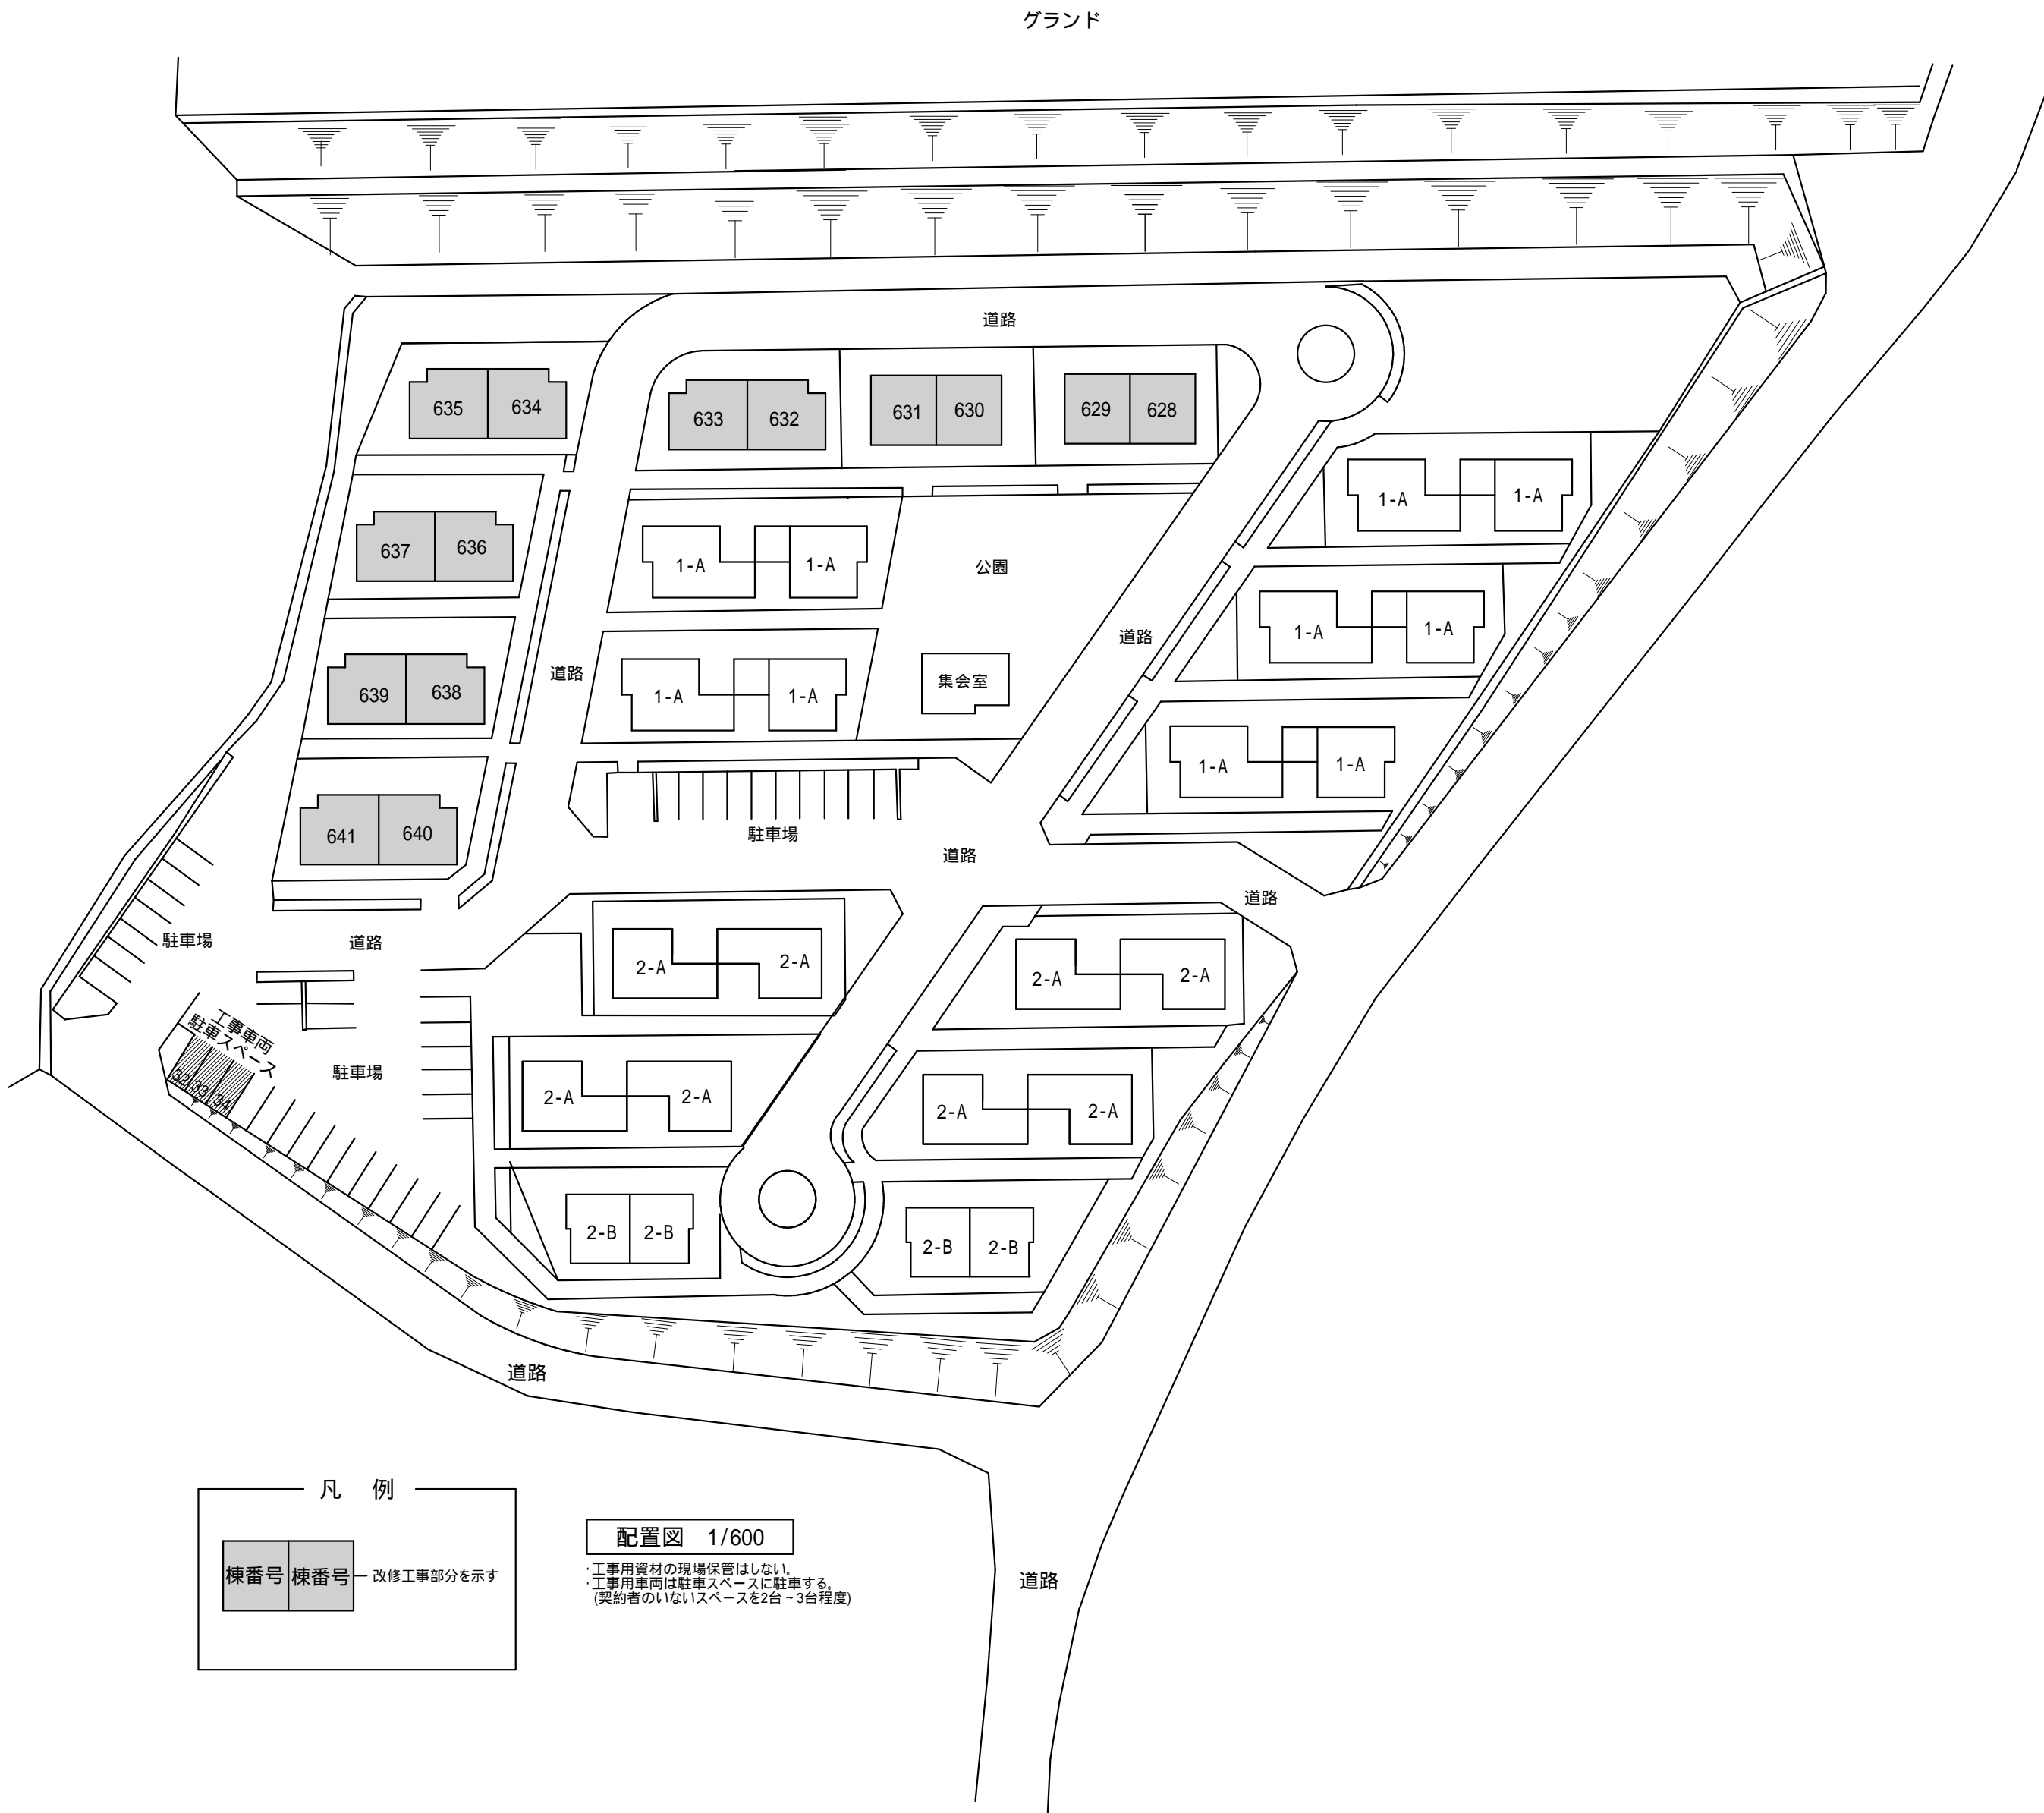 グランド
道路
635 634
633 632
631 630
629 628
1-A 1-A
637 636
1-A 1-A
公園
1-A 1-A
道路
道路
639 638
1-A 1-A
集会室
1-A 1-A
641 640
駐車場
道路
道路
駐車場
道路
2-A 2-A
2-A 2-A
工事車両
駐車スペース
32 33 34
駐車場
2-A 2-A
2-A 2-A
2-B 2-B
2-B 2-B
道路
凡 例
棟番号 棟番号 改修工事部分を示す
配置図 1/600
・工事用資材の現場保管はしない。
・工事用車両は駐車スペースに駐車する。
(契約者のいないスペースを2台~3台程度)
道路